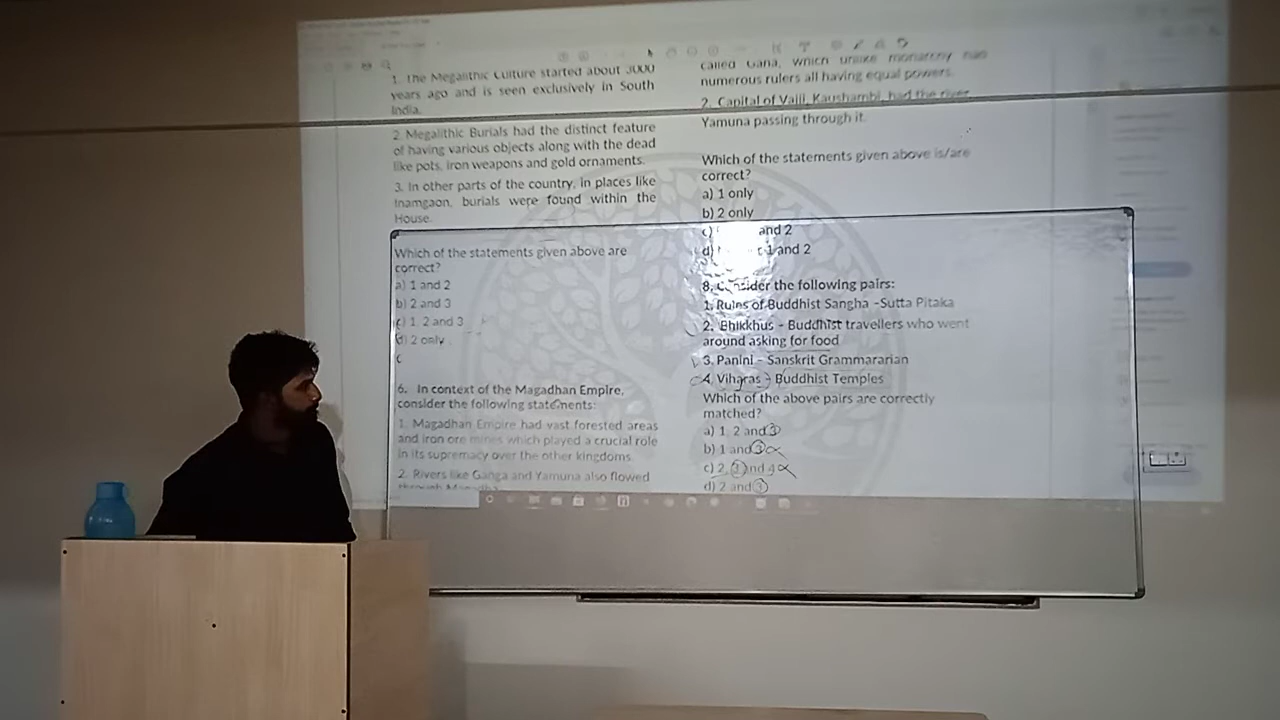 1. The Megalithic Culture started about 3000
years ago and is seen exclusively in South
India.
2. Megalithic Burials had the distinct feature
of having various objects along with the dead
like pots, iron weapons and gold ornaments.
3. In other parts of the country, in places like
Inamgaon, burials were found within the
House.
Which of the statements given above are
correct?
a) 1 and 2
b) 2 and 3
c) 1, 2 and 3
d) 2 only
6. In context of the Magadhan Empire,
consider the following statements:
1. Magadhan Empire had vast forested areas
and iron ore mines which played a crucial role
in its supremacy over the other kingdoms.
2. Rivers like Ganga and Yamuna also flowed
through Magadha
called Gana, which unlike monarchy had
numerous rulers all having equal powers.
2. Capital of Vajji, Kaushambi, had the river
Yamuna passing through it.
Which of the statements given above is/are
correct?
a) 1 only
b) 2 only
c) and 2
d) 1 and 2
8. Consider the following pairs:
1. Rules of Buddhist Sangha -Sutta Pitaka
2. Bhikkhus - Buddhist travellers who went
around asking for food
3. Panini - Sanskrit Grammararian
4. Viharas - Buddhist Temples
Which of the above pairs are correctly
matched?
a) 1, 2 and 3
b) 1 and 3
c) 2, 3 and 4
d) 2 and 3